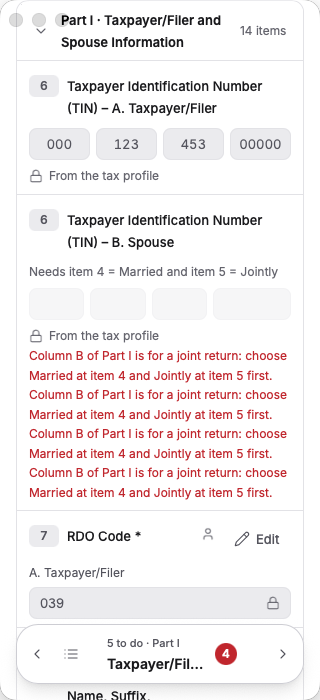 Part I · Taxpayer/Filer and
Spouse Information
14 items
6
Taxpayer Identification Number
(TIN) – A. Taxpayer/Filer
000
123
453
00000
From the tax profile
6
Taxpayer Identification Number
(TIN) – B. Spouse
Needs item 4 = Married and item 5 = Jointly
From the tax profile
Column B of Part I is for a joint return: choose
Married at item 4 and Jointly at item 5 first.
Column B of Part I is for a joint return: choose
Married at item 4 and Jointly at item 5 first.
Column B of Part I is for a joint return: choose
Married at item 4 and Jointly at item 5 first.
Column B of Part I is for a joint return: choose
Married at item 4 and Jointly at item 5 first.
7
RDO Code *
Edit
A. Taxpayer/Filer
039
5 to do · Part I
Taxpayer/Fil...
4
Name, Suffix,